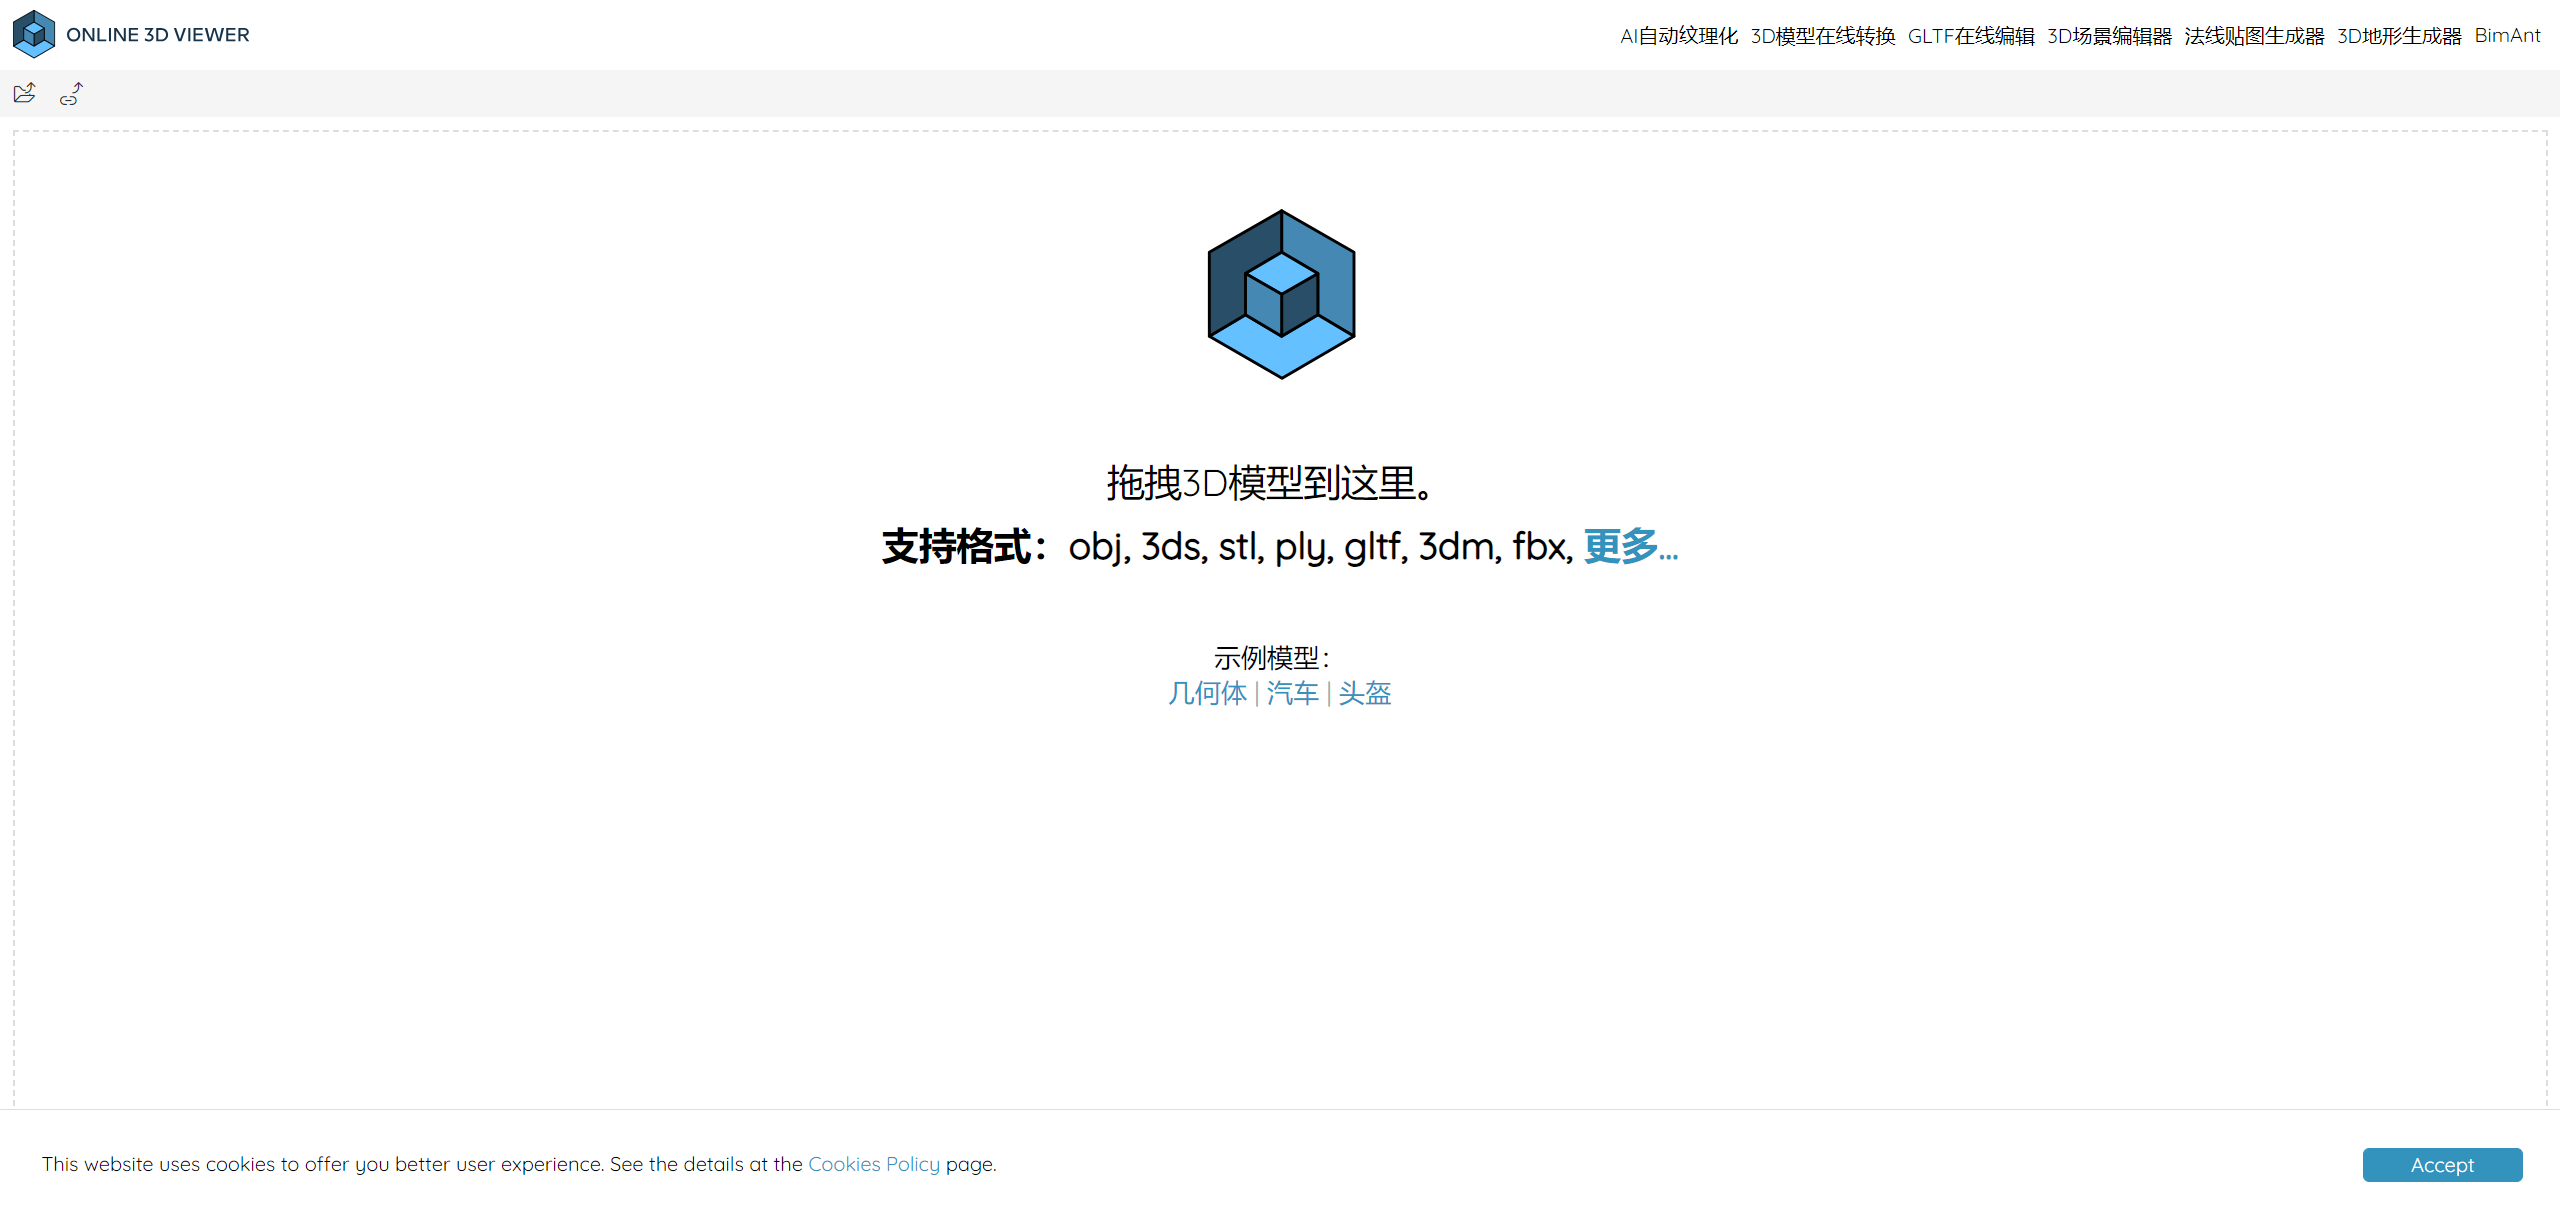 ONLINE 3D VIEWER
AI自动纹理化 3D模型在线转换 GLTF在线编辑 3D场景编辑器 法线贴图生成器 3D地形生成器 BimAnt
拖拽3D模型到这里。
支持格式：obj, 3ds, stl, ply, gltf, 3dm, fbx, 更多...
示例模型：
几何体 | 汽车 | 头盔
This website uses cookies to offer you better user experience. See the details at the Cookies Policy page.
Accept